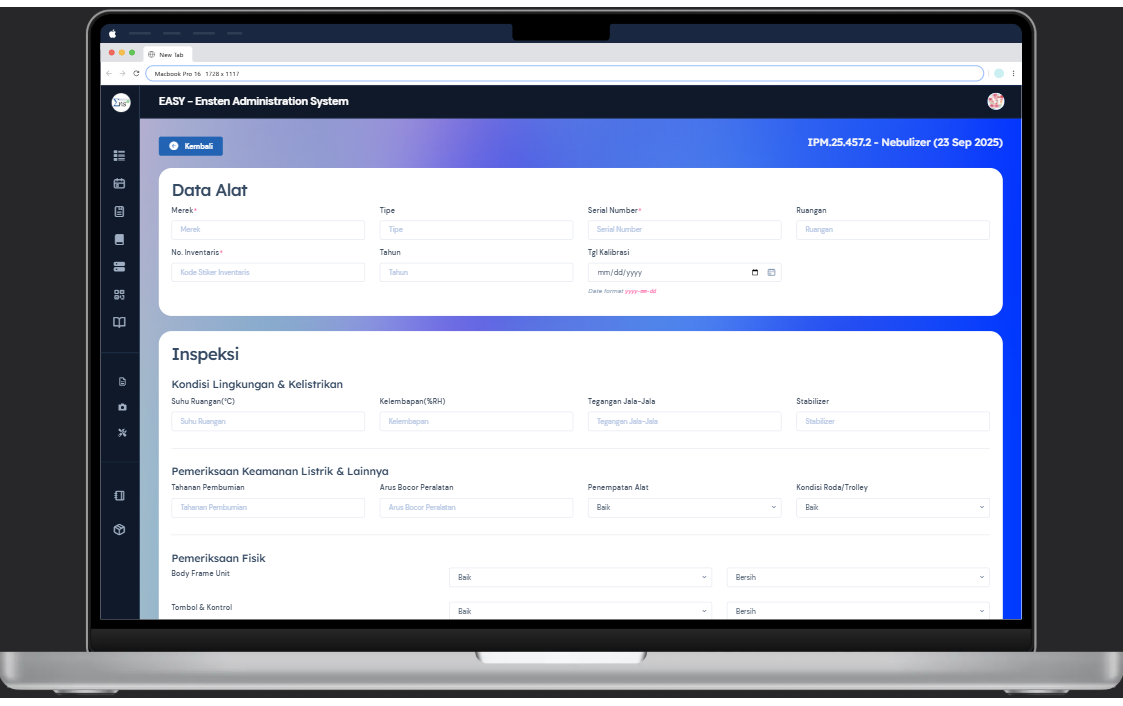 New Tab
Macbook Pro 16 1728 x 1117
EASY – Ensten Administration System
Kembali
IPM.25.457.2 - Nebulizer (23 Sep 2025)
Data Alat
Merek* Tipe Serial Number* Ruangan
Merek Tipe Serial Number Ruangan
No. Inventaris* Tahun Tgl Kalibrasi
Kode Stiker Inventaris Tahun mm/dd/yyyy
Date format yyyy-mm-dd
Inspeksi
Kondisi Lingkungan & Kelistrikan
Suhu Ruangan(°C) Kelembapan(%RH) Tegangan Jala-Jala Stabilizer
Suhu Ruangan Kelembapan Tegangan Jala-Jala Stabilizer
Pemeriksaan Keamanan Listrik & Lainnya
Tahanan Pembumian Arus Bocor Peralatan Penempatan Alat Kondisi Roda/Trolley
Tahanan Pembumian Arus Bocor Peralatan Baik Baik
Pemeriksaan Fisik
Body Frame Unit Baik Bersih
Tombol & Kontrol Baik Bersih